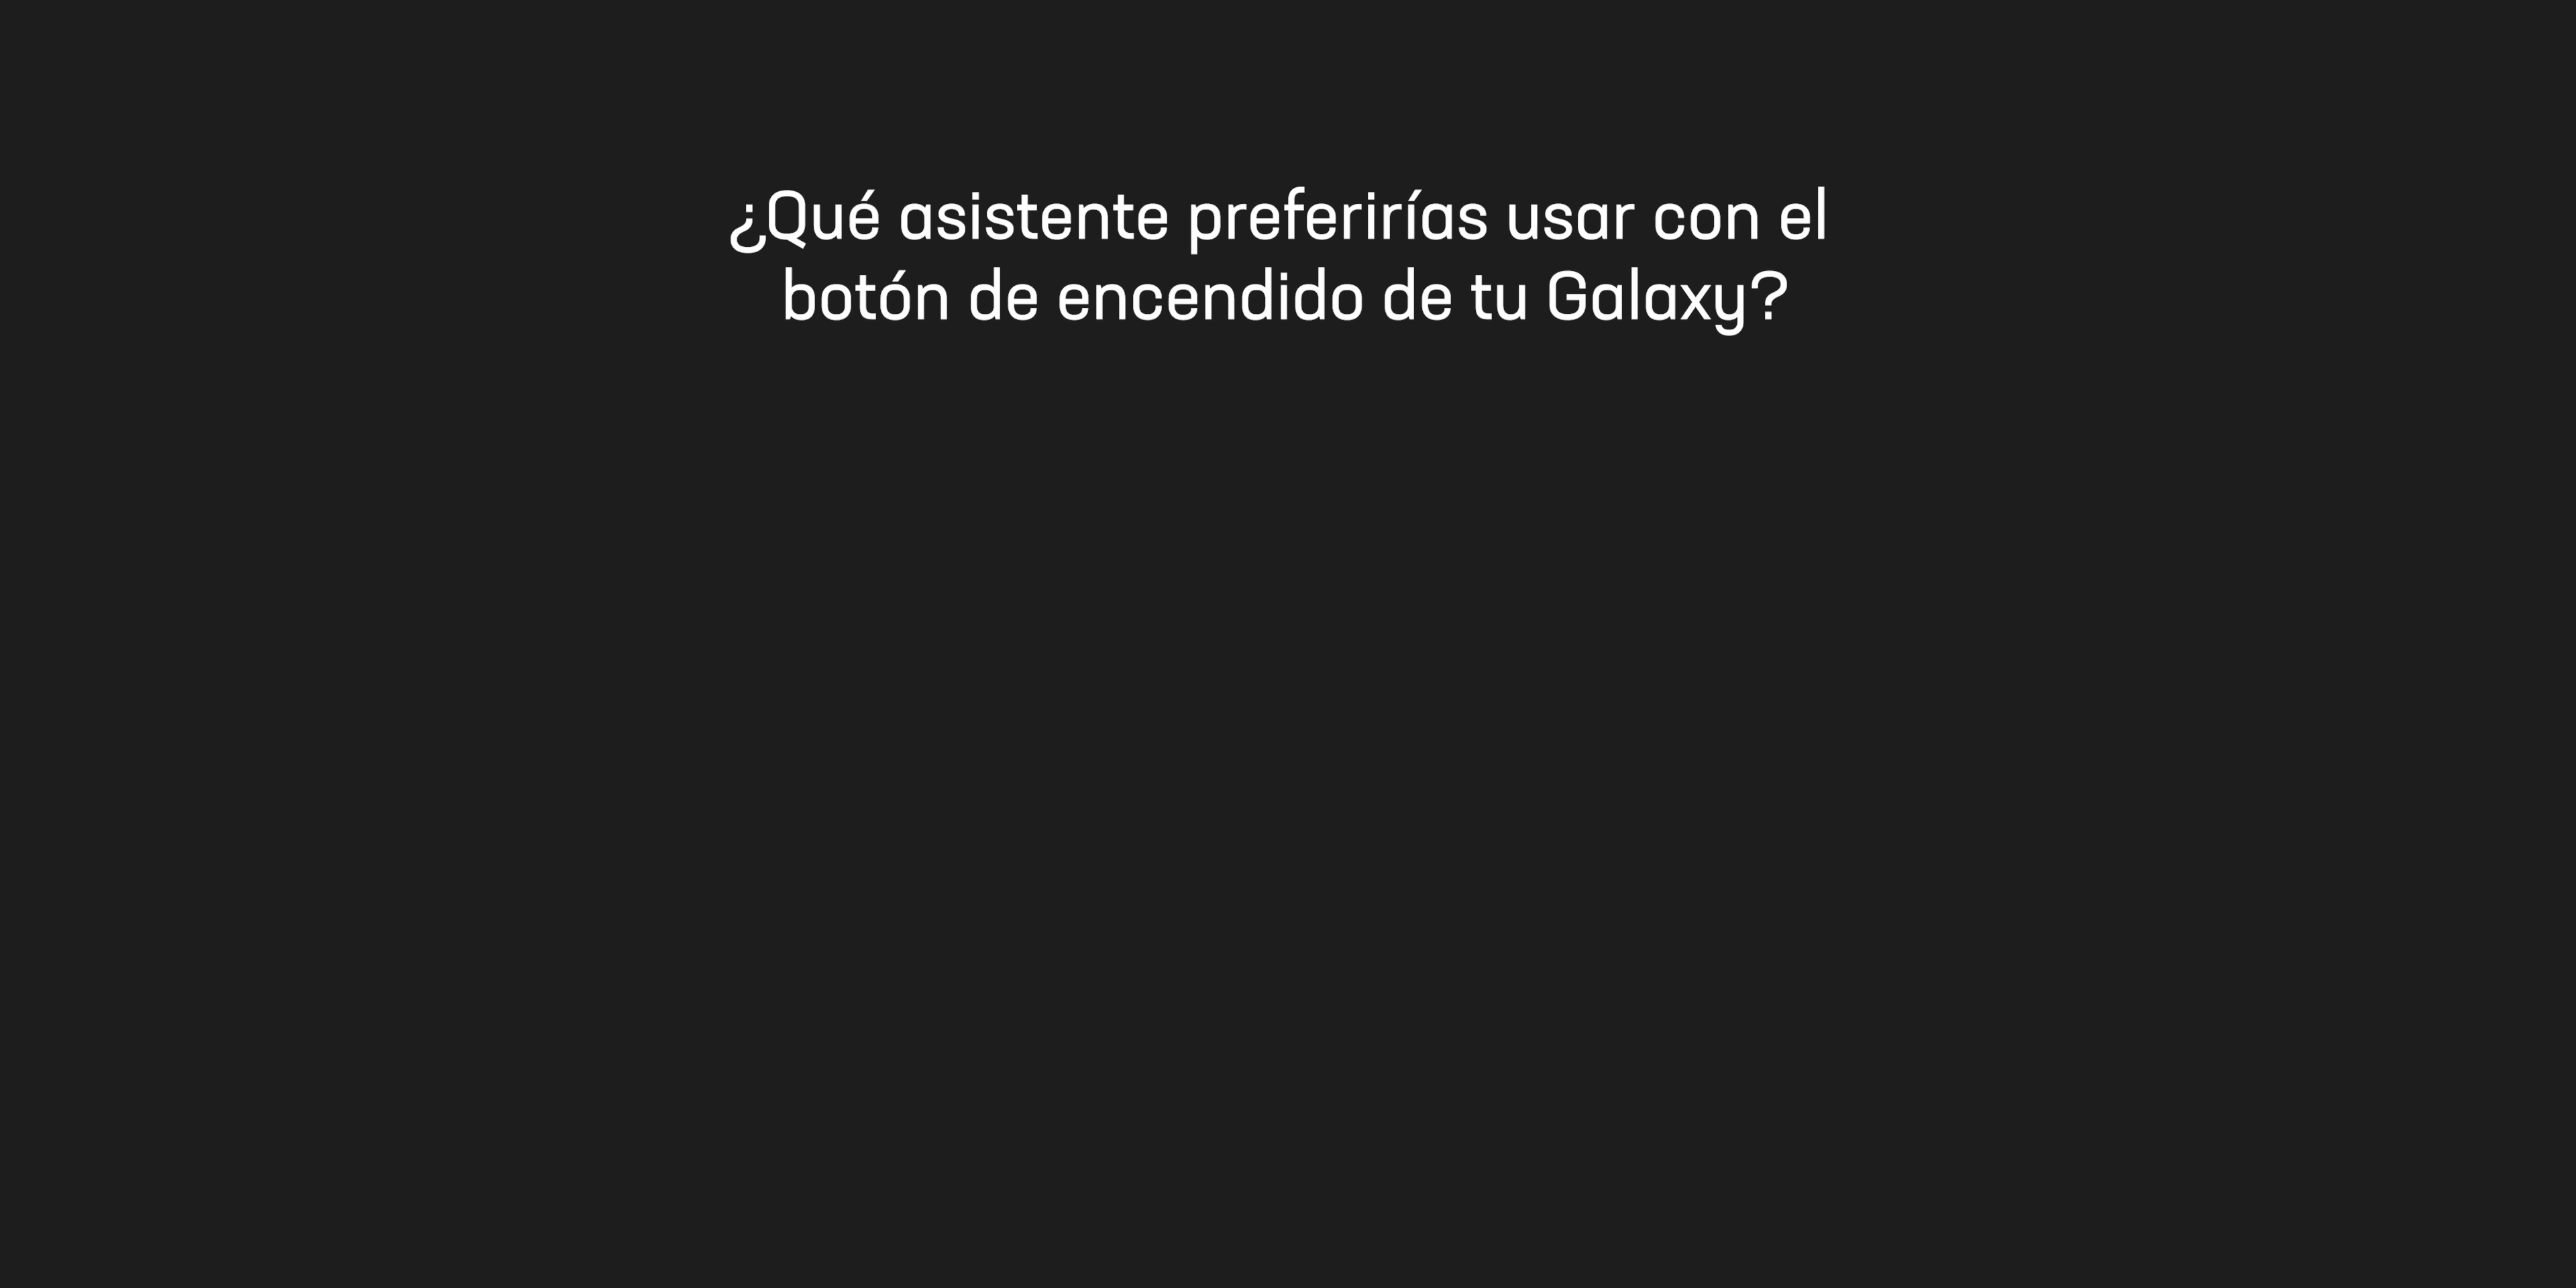 ¿Qué asistente preferirías usar con el
botón de encendido de tu Galaxy?